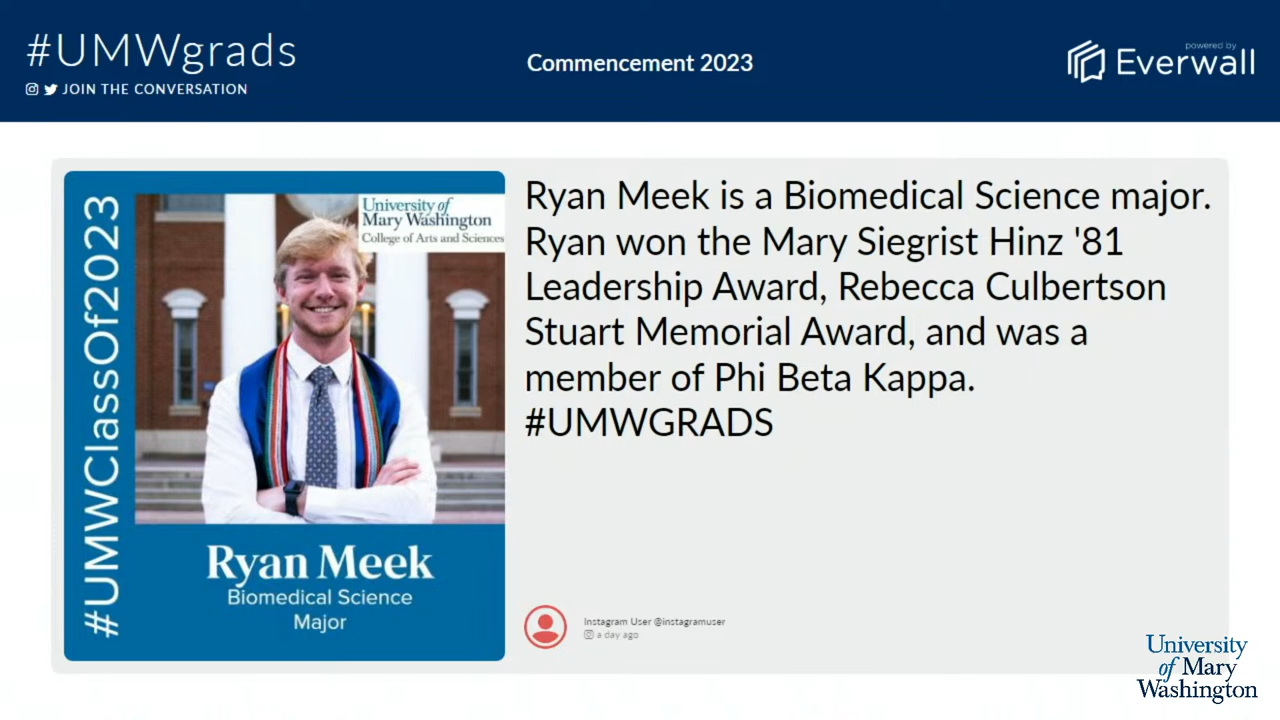 #UMWgrads
JOIN THE CONVERSATION
Commencement 2023
powered by
Everwall
#UMWClassOf2023
University of
Mary Washington
College of Arts and Sciences
Ryan Meek
Biomedical Science
Major
Ryan Meek is a Biomedical Science major.
Ryan won the Mary Siegrist Hinz '81
Leadership Award, Rebecca Culbertson
Stuart Memorial Award, and was a
member of Phi Beta Kappa.
#UMWGRADS
Instagram User @instagramuser
a day ago
University
of Mary
Washington